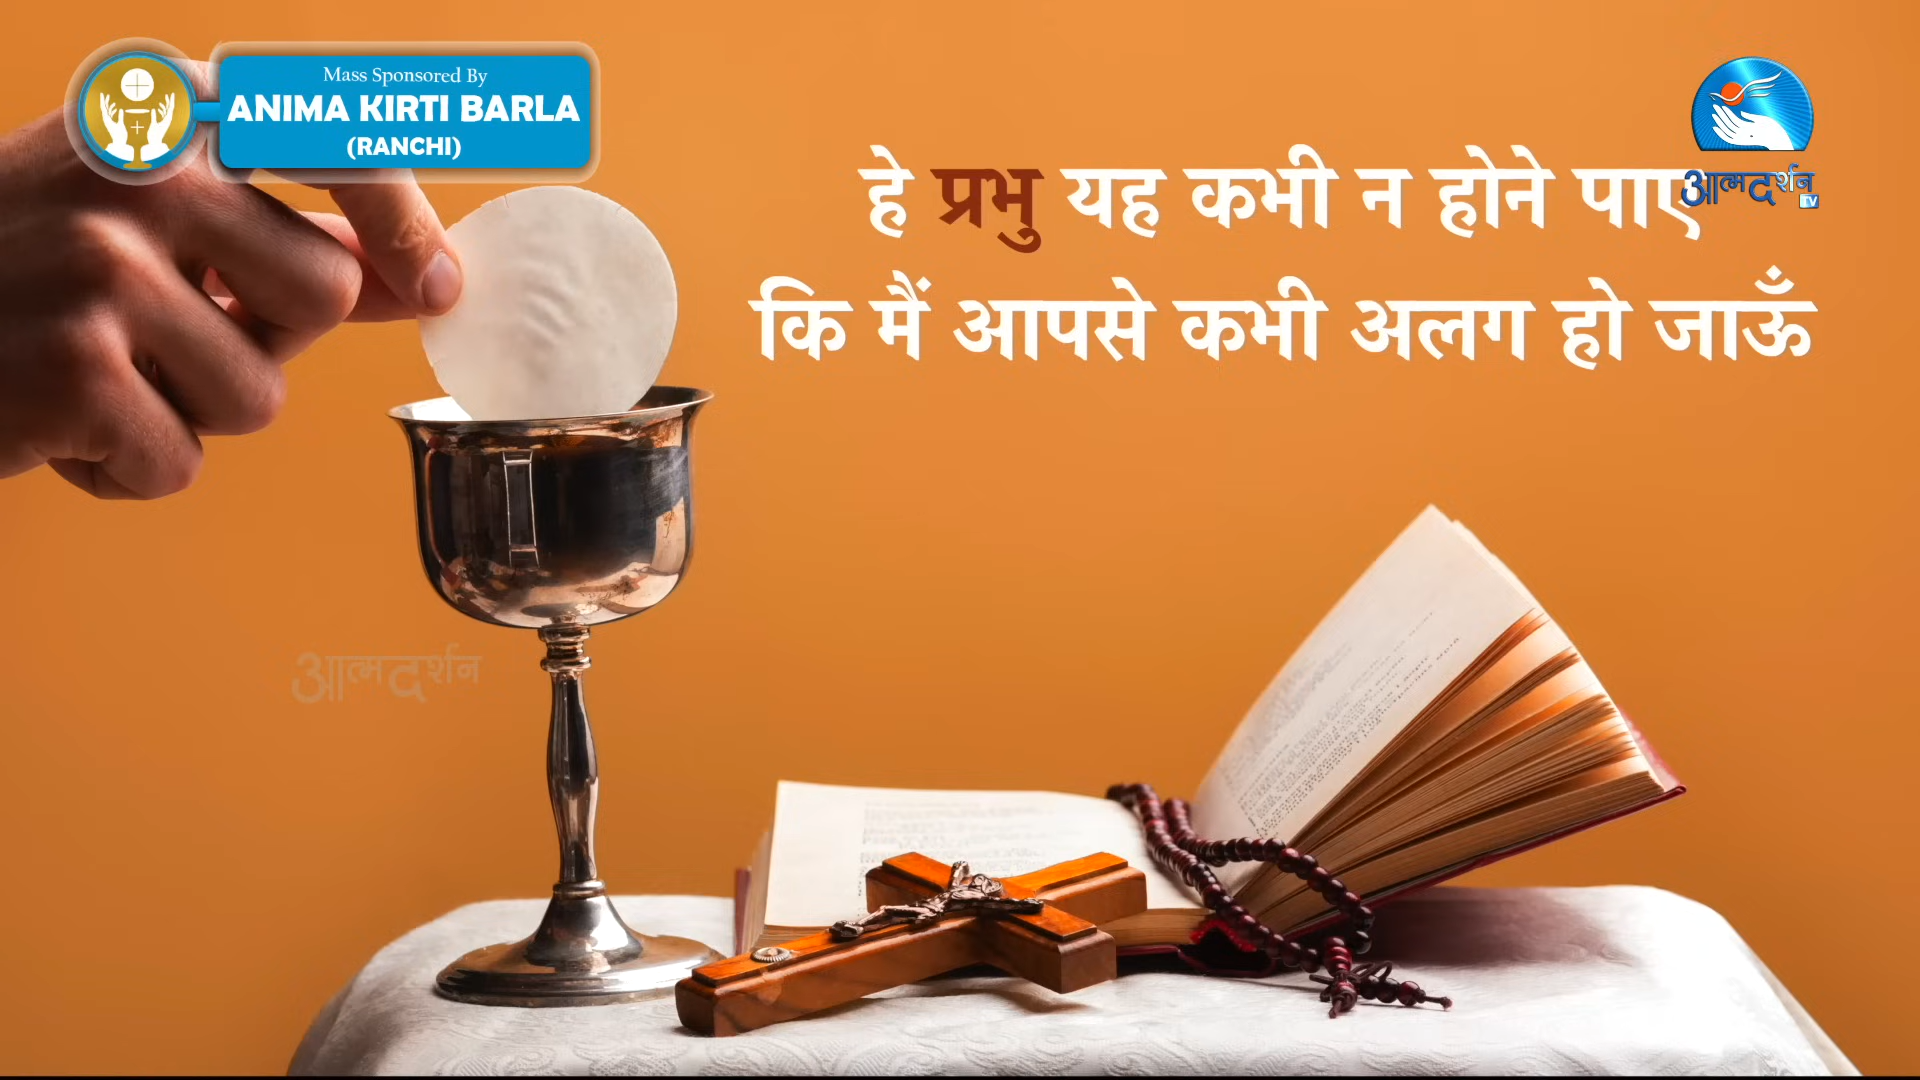 Mass Sponsored By
ANIMA KIRTI BARLA
(RANCHI)
आत्मदर्शन
TV
हे प्रभु यह कभी न होने पाए
कि मैं आपसे कभी अलग हो जाऊँ
आत्मदर्शन